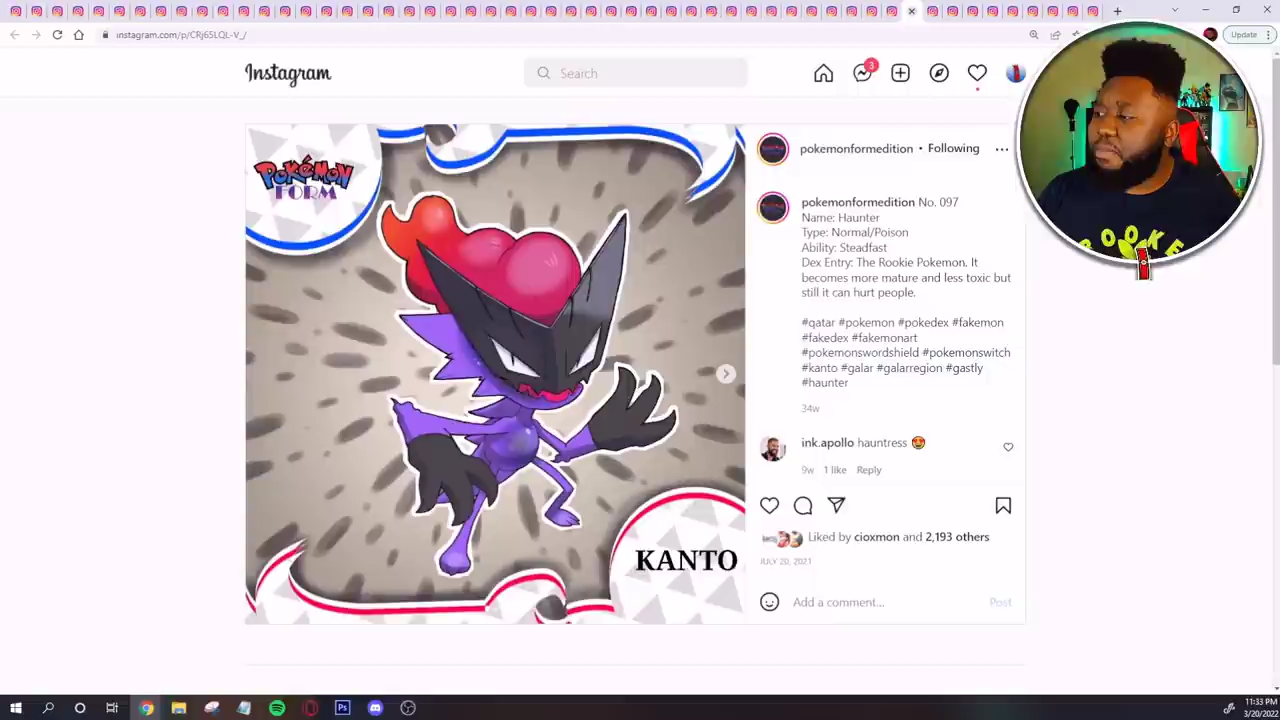 instagram.com/p/CRj65LQL-V_/
Update
Instagram
Search
3
POKéMON
FORM
KANTO
pokemonformedition • Following
pokemonformedition No. 097
Name: Haunter
Type: Normal/Poison
Ability: Steadfast
Dex Entry: The Rookie Pokemon. It
becomes more mature and less toxic but
still it can hurt people.
#qatar #pokemon #pokedex #fakemon
#fakedex #fakemonart
#pokemonswordshield #pokemonswitch
#kanto #galar #galarregion #gastly
#haunter
34w
ink.apollo hauntress 😍
9w 1 like Reply
Liked by cioxmon and 2,193 others
JULY 20, 2021
Add a comment...
Post
Ps
11:33 PM
3/20/2022